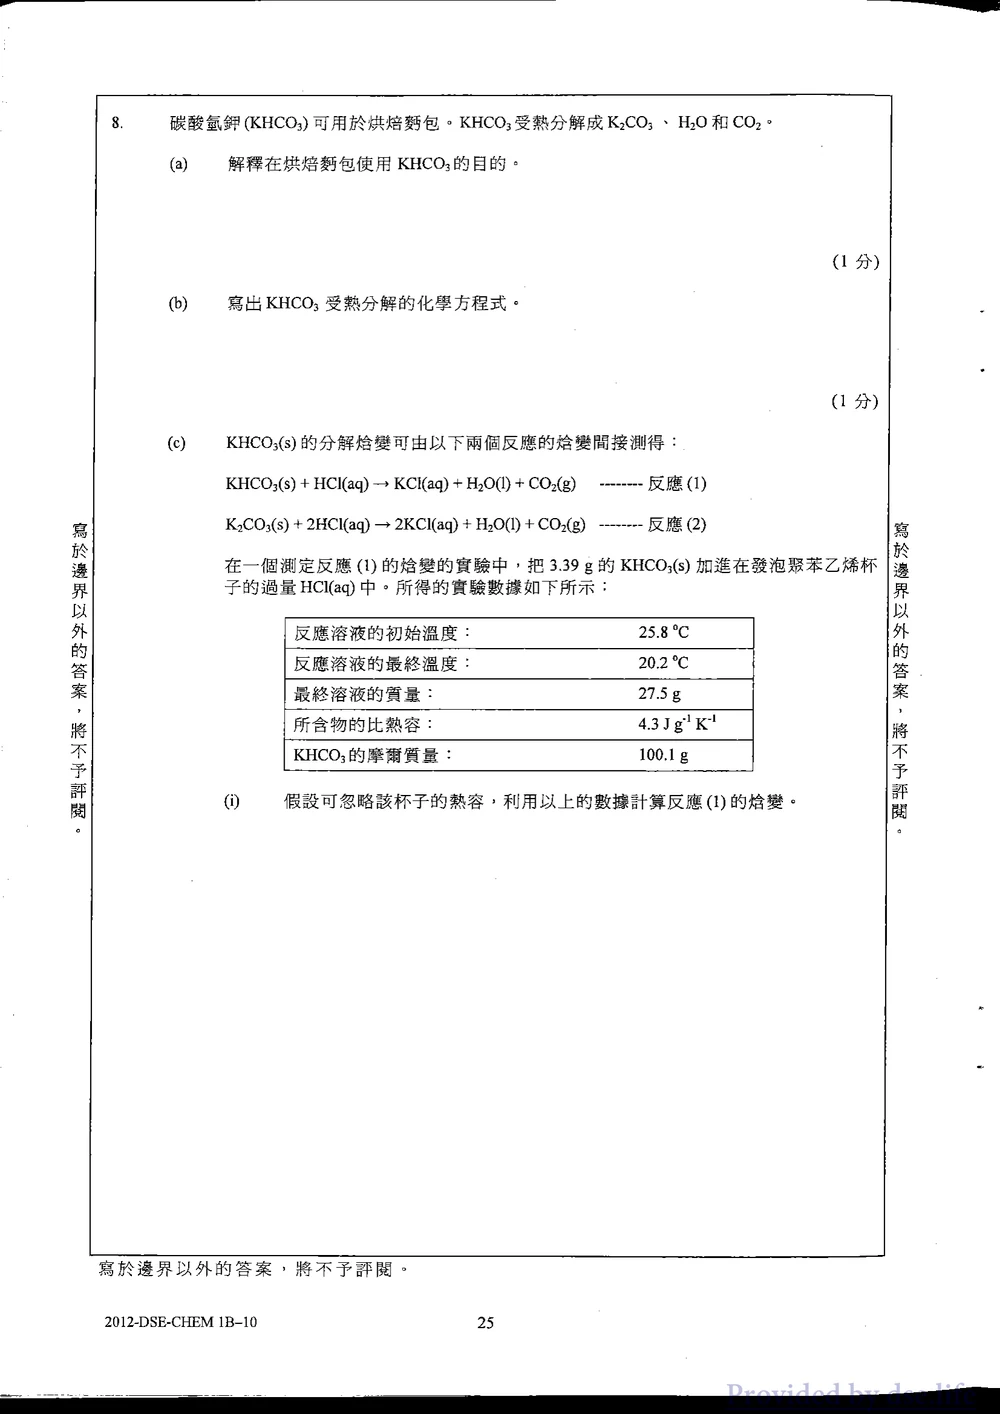 8. 碳酸氫鉀 (KHCO₃) 可用於烘焙麪包。KHCO₃ 受熱分解成 K₂CO₃、H₂O 和 CO₂。
(a) 解釋在烘焙麪包使用 KHCO₃ 的目的。
(1 分)
(b) 寫出 KHCO₃ 受熱分解的化學方程式。
(1 分)
(c) KHCO₃(s) 的分解焓變可由以下兩個反應的焓變間接測得：
KHCO₃(s) + HCl(aq) → KCl(aq) + H₂O(l) + CO₂(g) -------- 反應 (1)
K₂CO₃(s) + 2HCl(aq) → 2KCl(aq) + H₂O(l) + CO₂(g) -------- 反應 (2)
在一個測定反應 (1) 的焓變的實驗中，把 3.39 g 的 KHCO₃(s) 加進在發泡聚苯乙烯杯
子的過量 HCl(aq) 中。所得的實驗數據如下所示：
反應溶液的初始溫度： 25.8 °C
反應溶液的最終溫度： 20.2 °C
最終溶液的質量： 27.5 g
所含物的比熱容： 4.3 J g⁻¹ K⁻¹
KHCO₃ 的摩爾質量： 100.1 g
(i) 假設可忽略該杯子的熱容，利用以上的數據計算反應 (1) 的焓變。
寫於邊界以外的答案，將不予評閱。
寫於邊界以外的答案，將不予評閱。
寫於邊界以外的答案，將不予評閱。
2012-DSE-CHEM 1B–10
25
Provided by dse.life